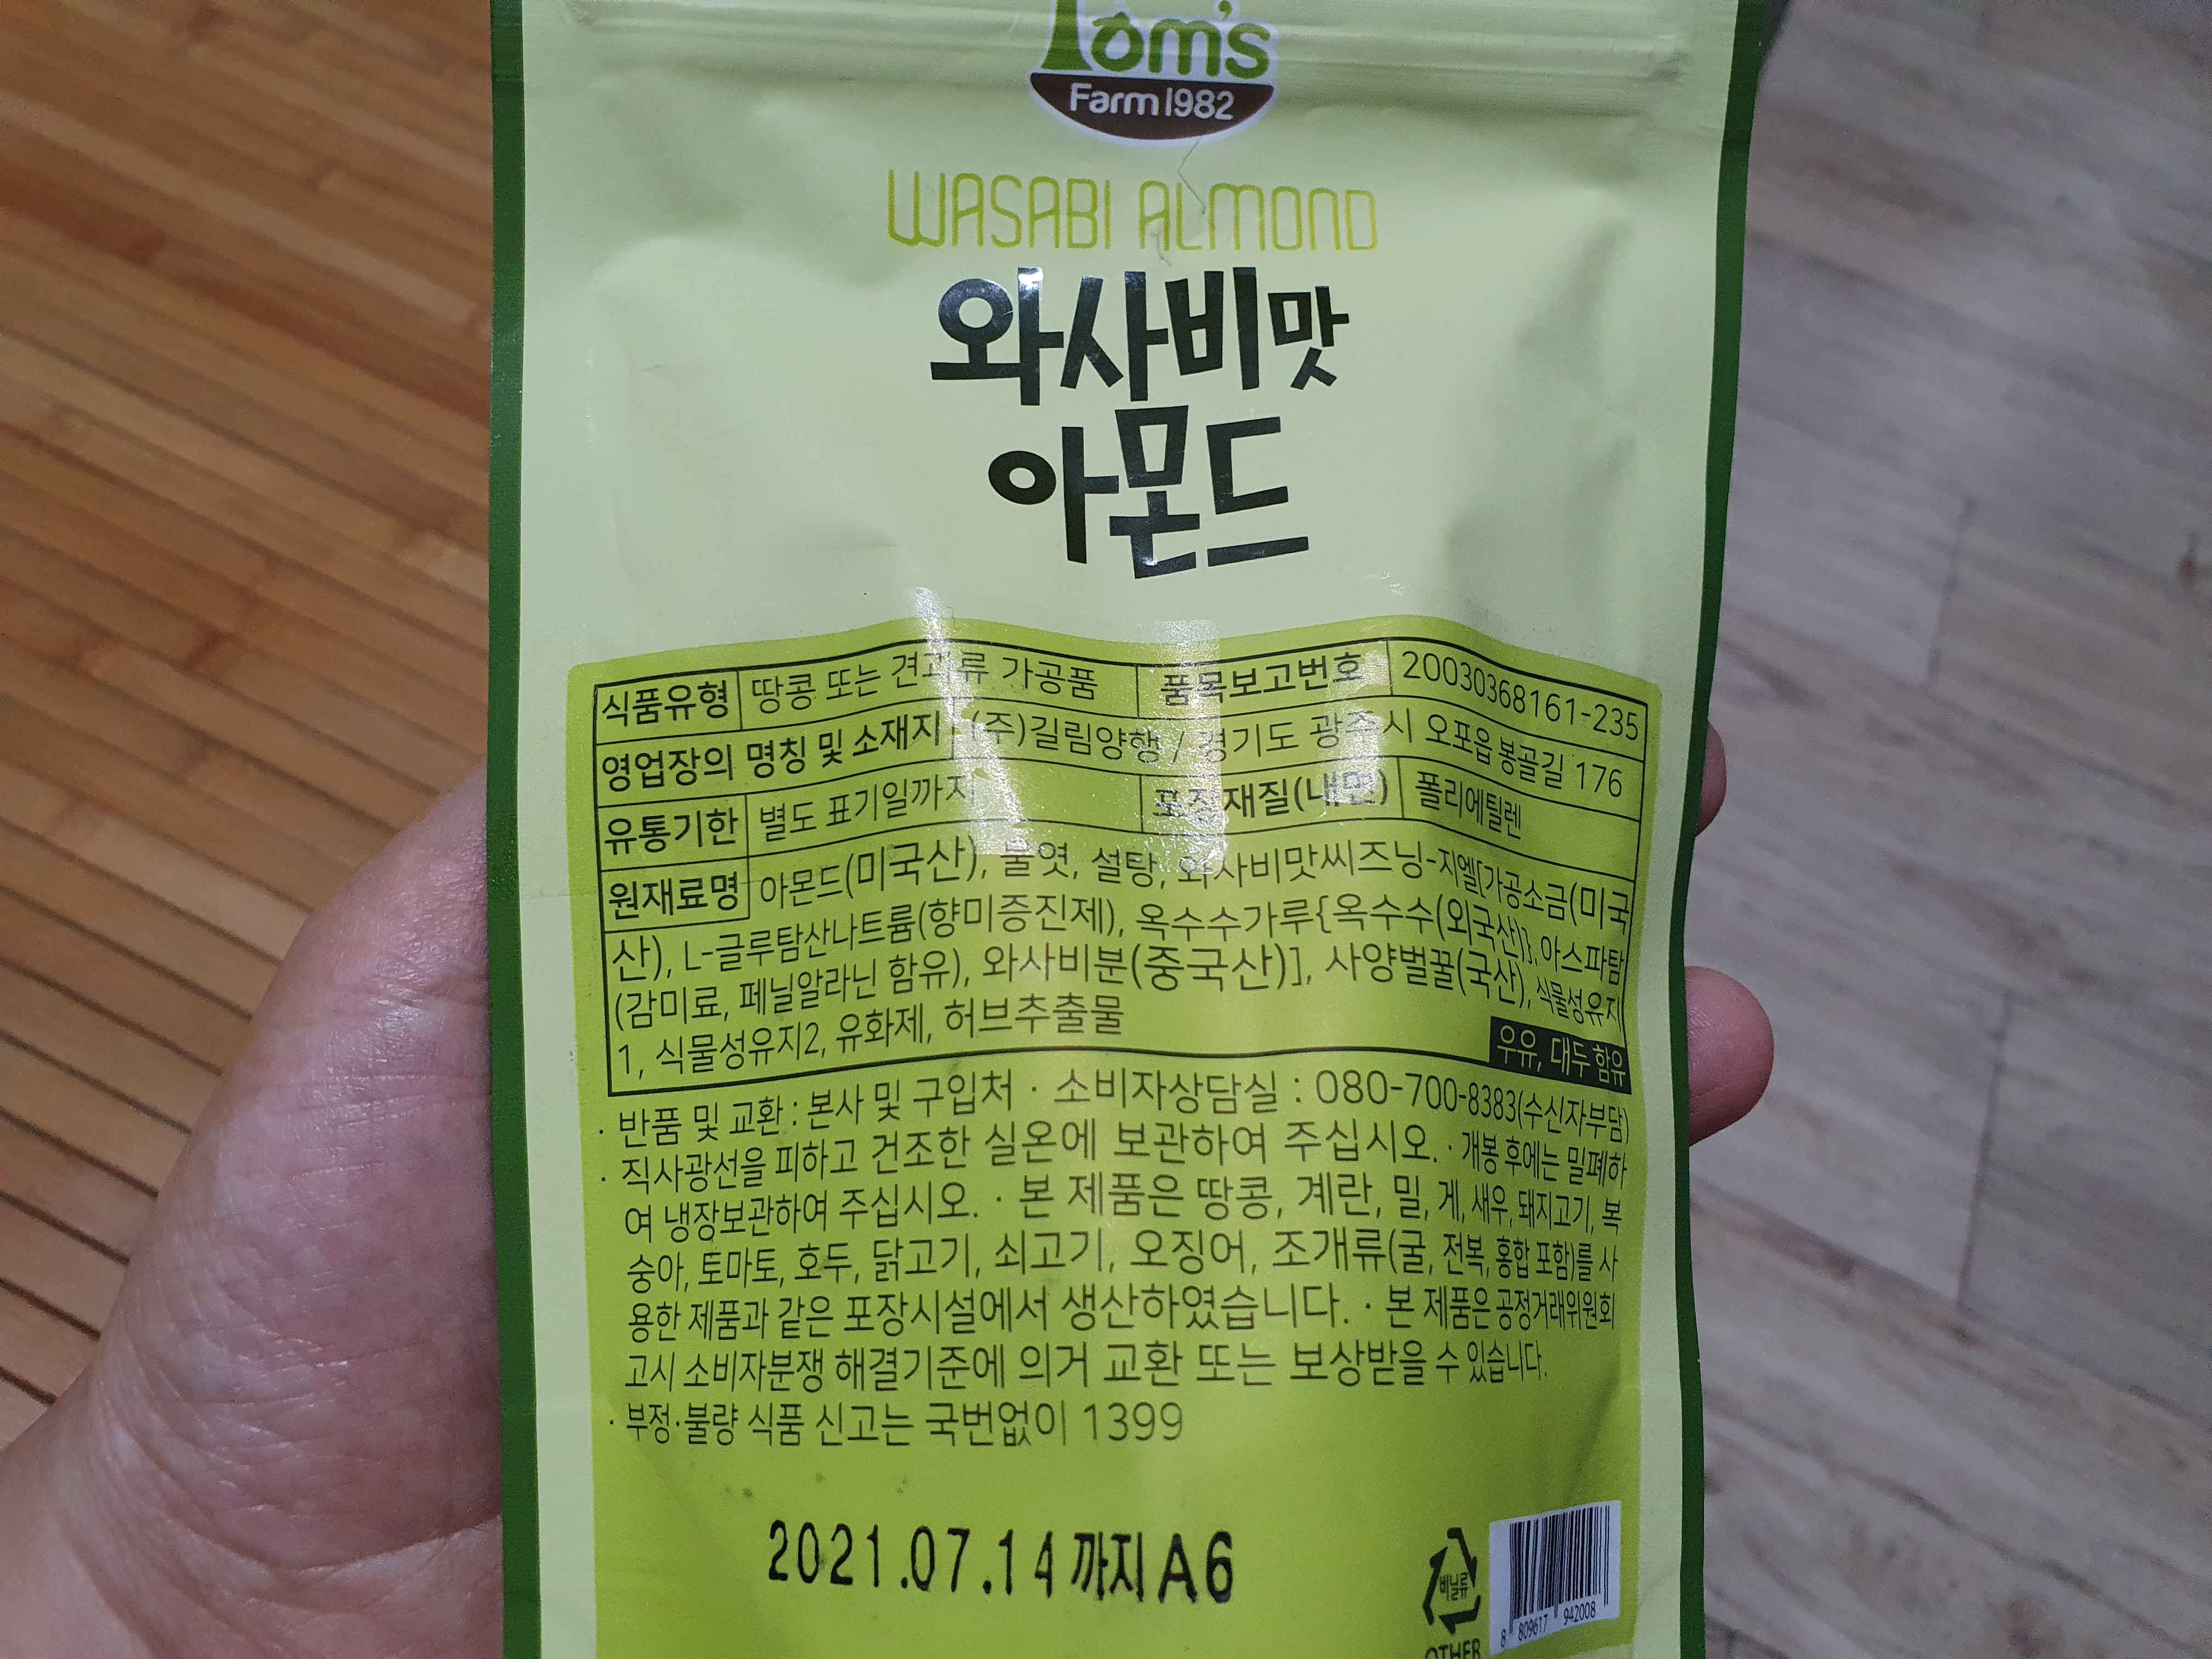 Tom's
Farm 1982
WASABI ALMOND
와사비맛
아몬드
식품유형 땅콩 또는 견과류 가공품 품목보고번호 20030368161-235
영업장의 명칭 및 소재지 (주)길림양행 / 경기도 광주시 오포읍 봉골길 176
유통기한 별도 표기일까지 포장재질(내면) 폴리에틸렌
원재료명 아몬드(미국산), 물엿, 설탕, 와사비맛씨즈닝-지엘[가공소금(미국
산), L-글루탐산나트륨(향미증진제), 옥수수가루{옥수수(외국산)}, 아스파탐
(감미료, 페닐알라닌 함유), 와사비분(중국산)], 사양벌꿀(국산), 식물성유지
1, 식물성유지2, 유화제, 허브추출물
우유, 대두 함유
· 반품 및 교환 : 본사 및 구입처 · 소비자상담실 : 080-700-8383(수신자부담)
· 직사광선을 피하고 건조한 실온에 보관하여 주십시오. · 개봉 후에는 밀폐하
여 냉장보관하여 주십시오. · 본 제품은 땅콩, 계란, 밀, 게, 새우, 돼지고기, 복
숭아, 토마토, 호두, 닭고기, 쇠고기, 오징어, 조개류(굴, 전복, 홍합 포함)를 사
용한 제품과 같은 포장시설에서 생산하였습니다. · 본 제품은 공정거래위원회
고시 소비자분쟁 해결기준에 의거 교환 또는 보상받을 수 있습니다.
· 부정·불량 식품 신고는 국번없이 1399
2021.07.14 까지 A6
비닐류
OTHER
8 809617 942008